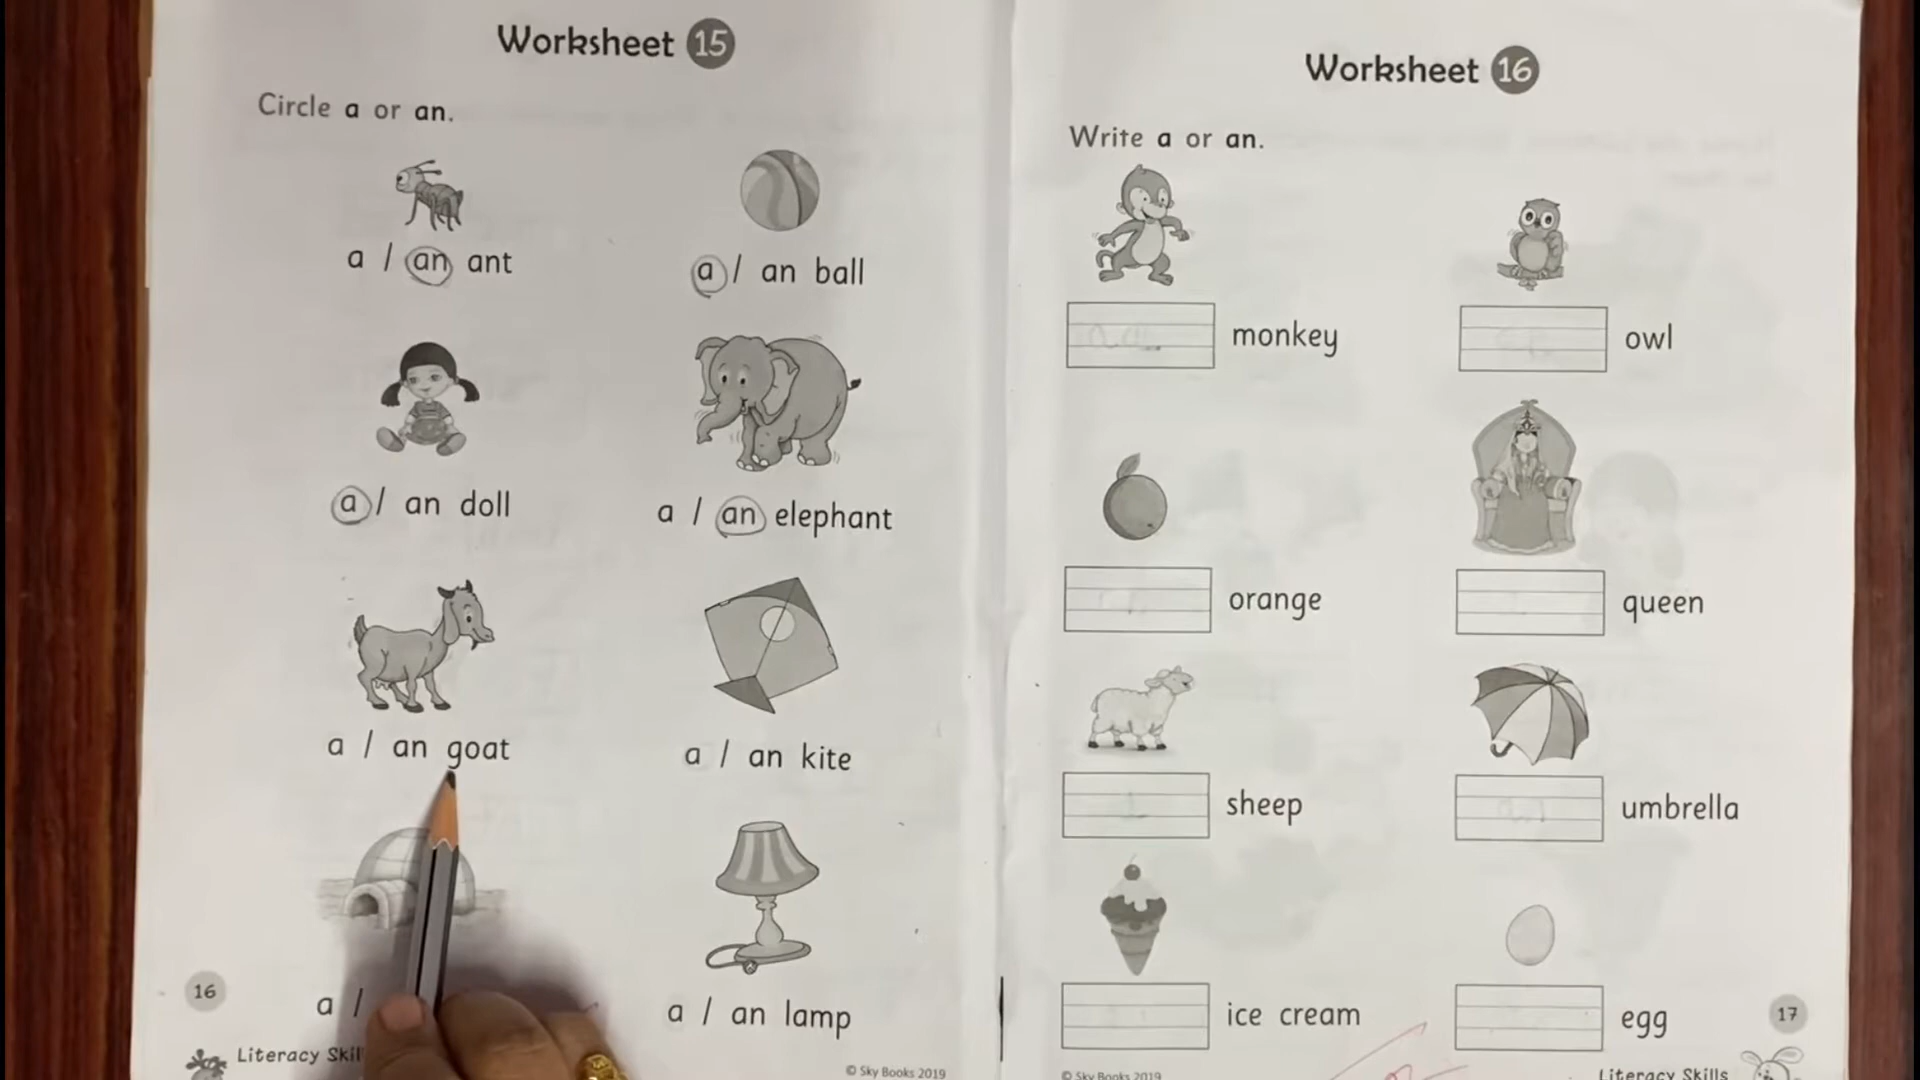 Worksheet 15
Circle a or an.
a / an ant
a / an ball
a / an doll
a / an elephant
a / an goat
a / an kite
a /
a / an lamp
16
Literacy
© Sky Books 2019
Worksheet 16
Write a or an.
monkey
owl
orange
queen
sheep
umbrella
ice cream
egg
17
© Sky Books 2019
Literacy Skills